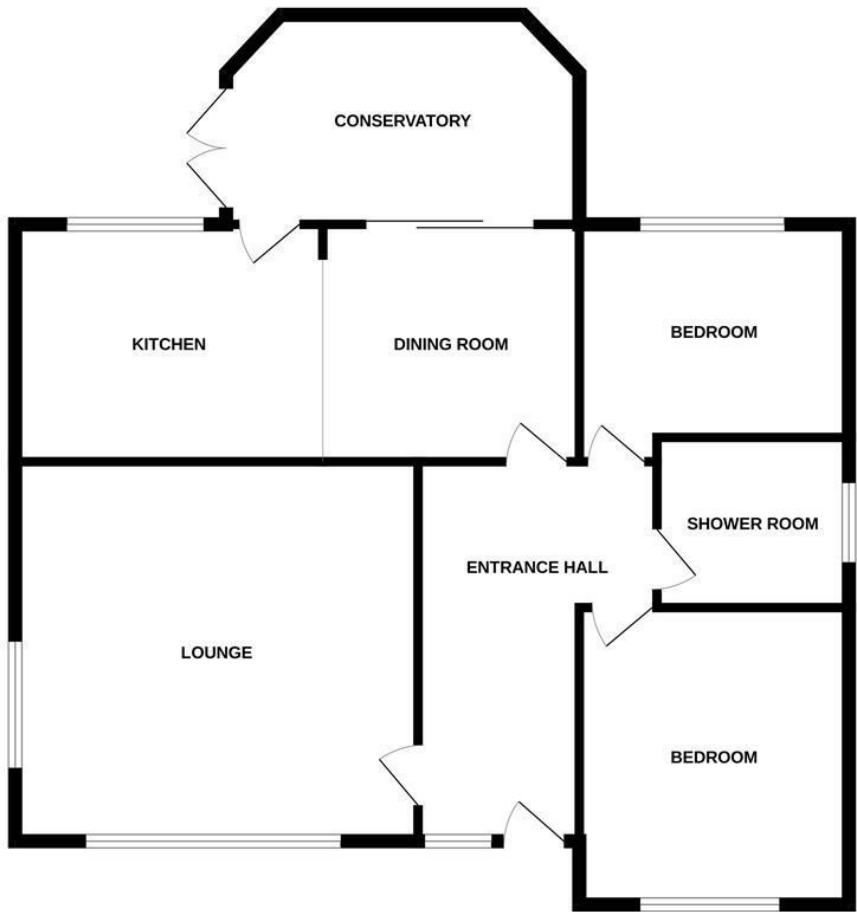 CONSERVATORY
KITCHEN
DINING ROOM
BEDROOM
SHOWER ROOM
ENTRANCE HALL
LOUNGE
BEDROOM